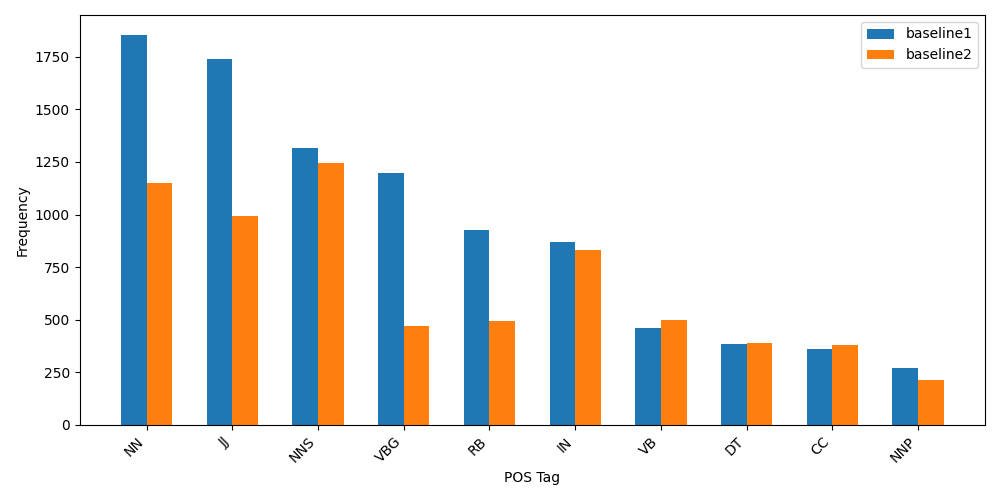 baseline1
baseline2
1750
1500
1250
1000
750
500
250
0
Frequency
NN JJ NNS VBG RB IN VB DT CC NNP
POS Tag